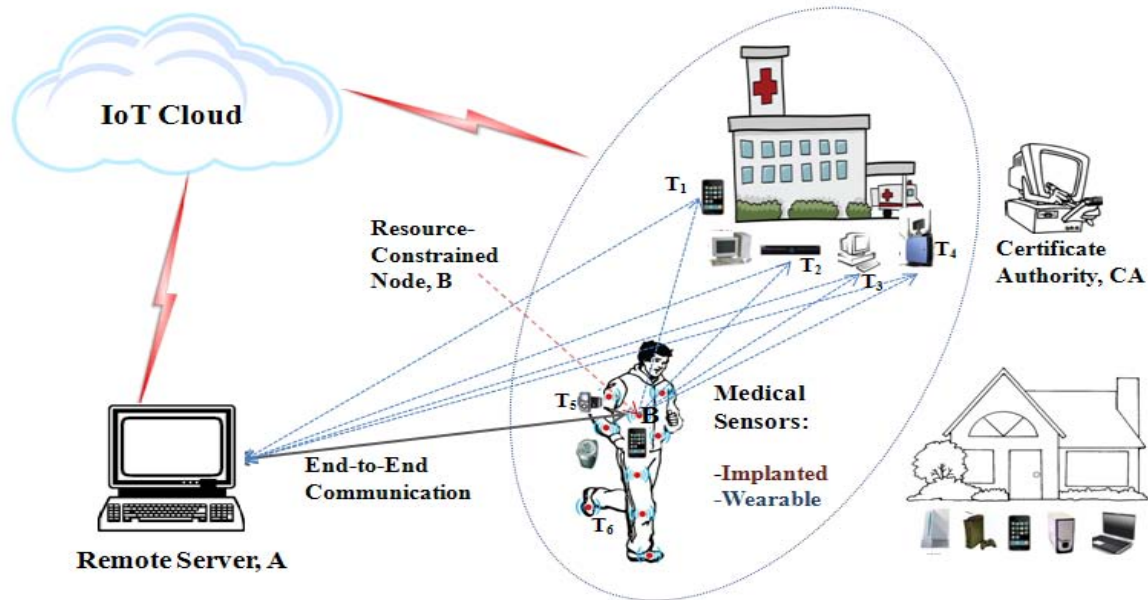 IoT Cloud
T1
Resource-
Constrained
Node, B
T2
T3
T4
Certificate
Authority, CA
T5
B
Medical
Sensors:
-Implanted
-Wearable
End-to-End
Communication
T6
Remote Server, A